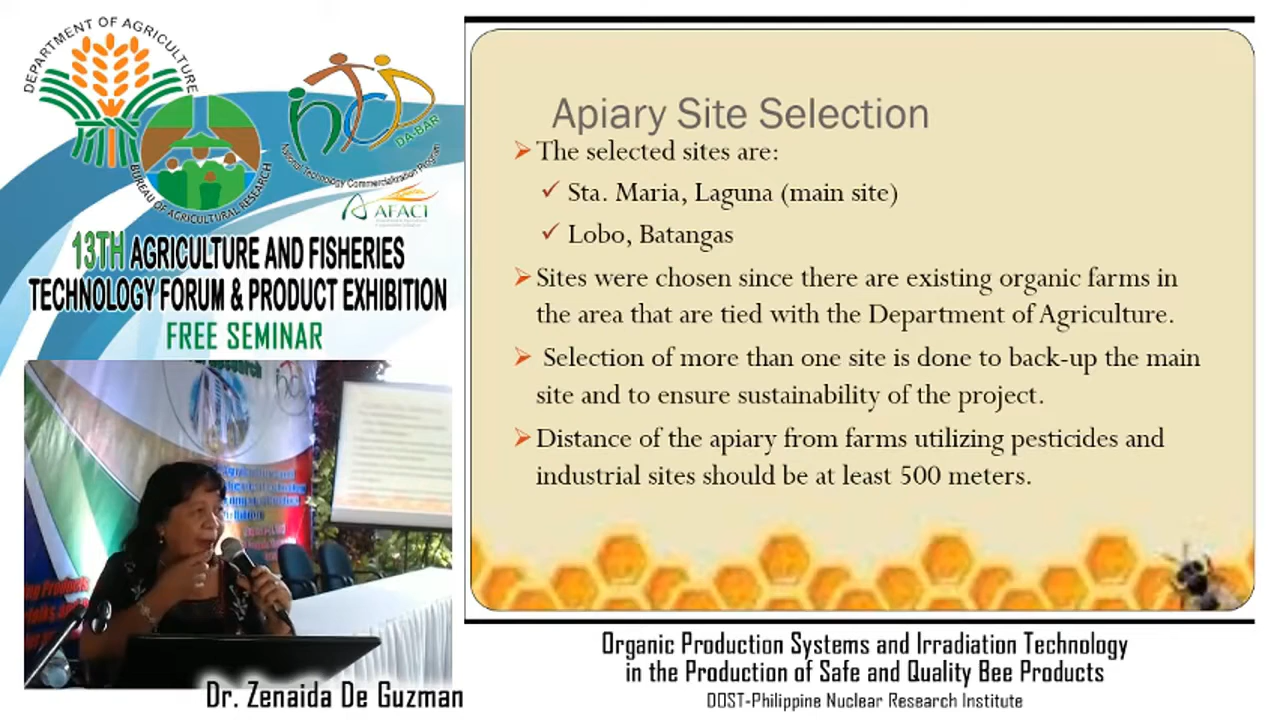 DEPARTMENT OF AGRICULTURE
BUREAU OF AGRICULTURAL RESEARCH
ntcp
DA-BAR
National Technology Commercialization Program
AFACI
13TH AGRICULTURE AND FISHERIES
TECHNOLOGY FORUM & PRODUCT EXHIBITION
FREE SEMINAR
Dr. Zenaida De Guzman
Apiary Site Selection
➤ The selected sites are:
✓ Sta. Maria, Laguna (main site)
✓ Lobo, Batangas
➤ Sites were chosen since there are existing organic farms in
the area that are tied with the Department of Agriculture.
➤ Selection of more than one site is done to back-up the main
site and to ensure sustainability of the project.
➤ Distance of the apiary from farms utilizing pesticides and
industrial sites should be at least 500 meters.
Organic Production Systems and Irradiation Technology
in the Production of Safe and Quality Bee Products
DOST-Philippine Nuclear Research Institute